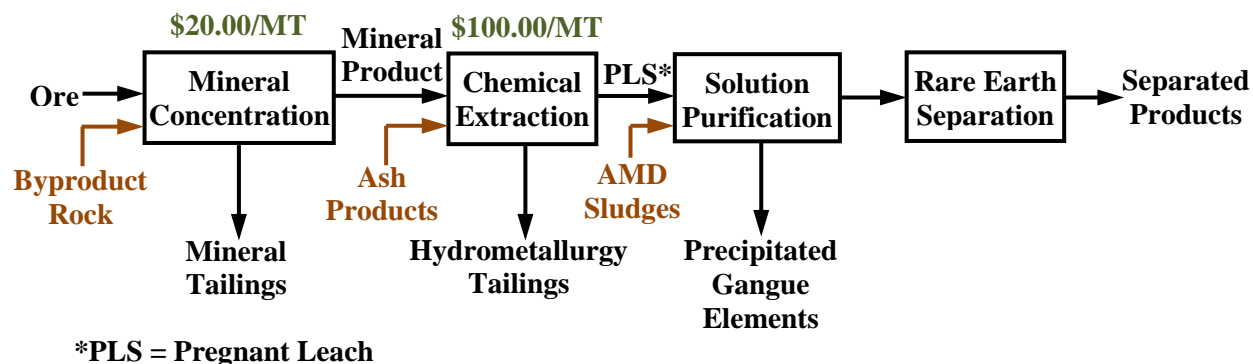 $20.00/MT
$100.00/MT
Ore
Byproduct
Rock
Mineral
Concentration
Mineral
Tailings
Mineral
Product
Ash
Products
Chemical
Extraction
Hydrometallurgy
Tailings
PLS*
AMD
Sludges
Solution
Purification
Precipitated
Gangue
Elements
Rare Earth
Separation
Separated
Products
*PLS = Pregnant Leach